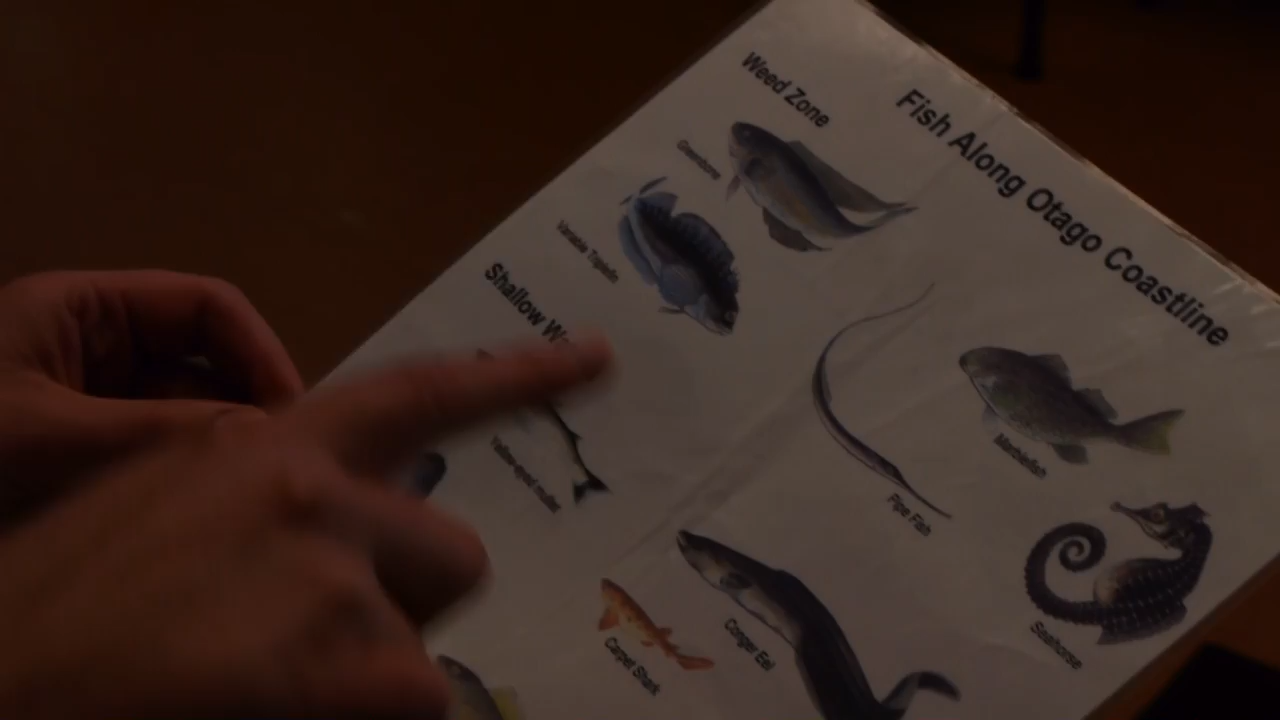 Fish Along Otago Coastline
Weed Zone
Greenbone
Variable Triplefin
Marblefish
Pipe Fish
Seahorse
Shallow
Yellow-eyed mullet
Conger Eel
Carpet Shark